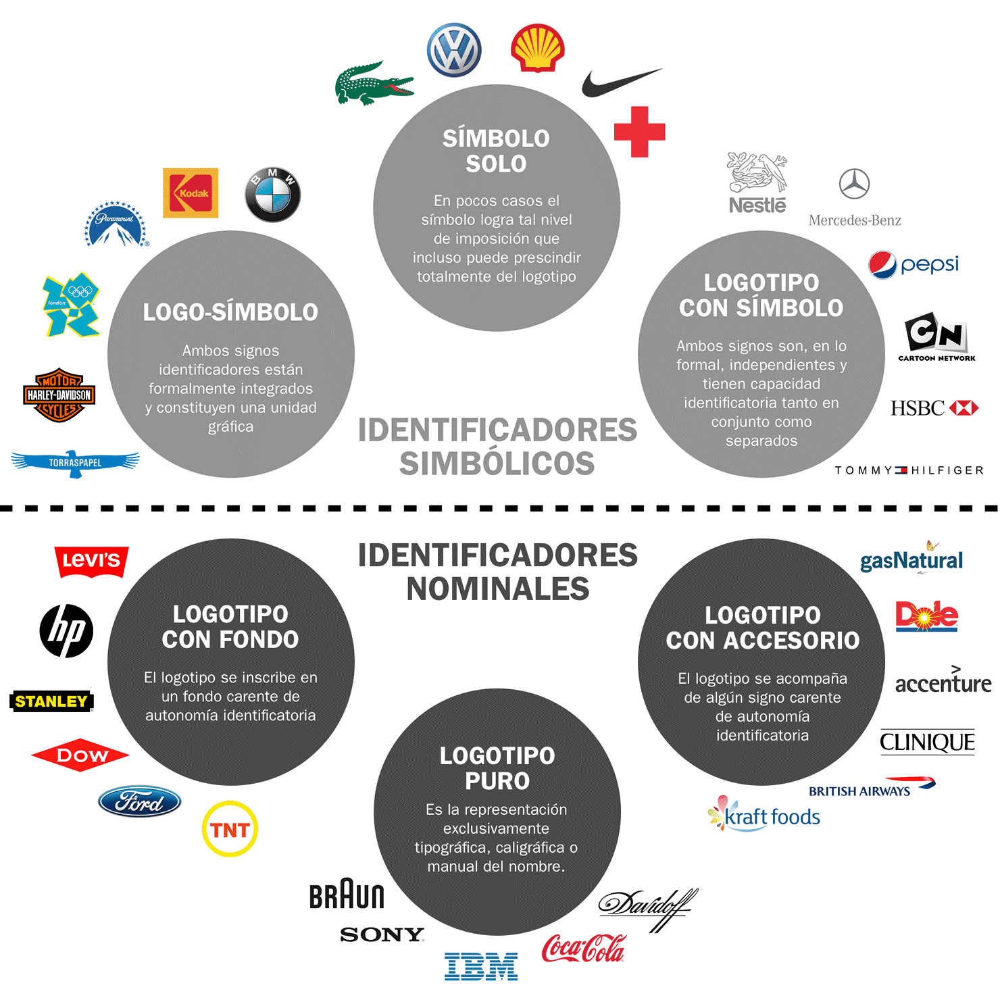 SÍMBOLO
SOLO
En pocos casos el
símbolo logra tal nivel
de imposición que
incluso puede prescindir
totalmente del logotipo
Kodak
BMW
Paramount
®
london
MOTOR
HARLEY-DAVIDSON
CYCLES
TORRASPAPEL
LOGO-SÍMBOLO
Ambos signos
identificadores están
formalmente integrados
y constituyen una unidad
gráfica
Nestlé
Mercedes-Benz
pepsi
CN
CARTOON NETWORK
HSBC
TOMMY HILFIGER
LOGOTIPO
CON SÍMBOLO
Ambos signos son, en lo
formal, independientes y
tienen capacidad
identificatoria tanto en
conjunto como
separados
IDENTIFICADORES
SIMBÓLICOS
IDENTIFICADORES
NOMINALES
LEVI'S
hp
STANLEY
DOW
Ford
TNT
LOGOTIPO
CON FONDO
El logotipo se inscribe en
un fondo carente de
autonomía identificatoria
LOGOTIPO
CON ACCESORIO
El logotipo se acompaña
de algún signo carente
de autonomía
identificatoria
gasNatural
Dole
accenture
CLINIQUE
BRITISH AIRWAYS
kraft foods
LOGOTIPO
PURO
Es la representación
exclusivamente
tipográfica, caligráfica o
manual del nombre.
BRAUN
SONY
IBM
Coca-Cola
Davidoff